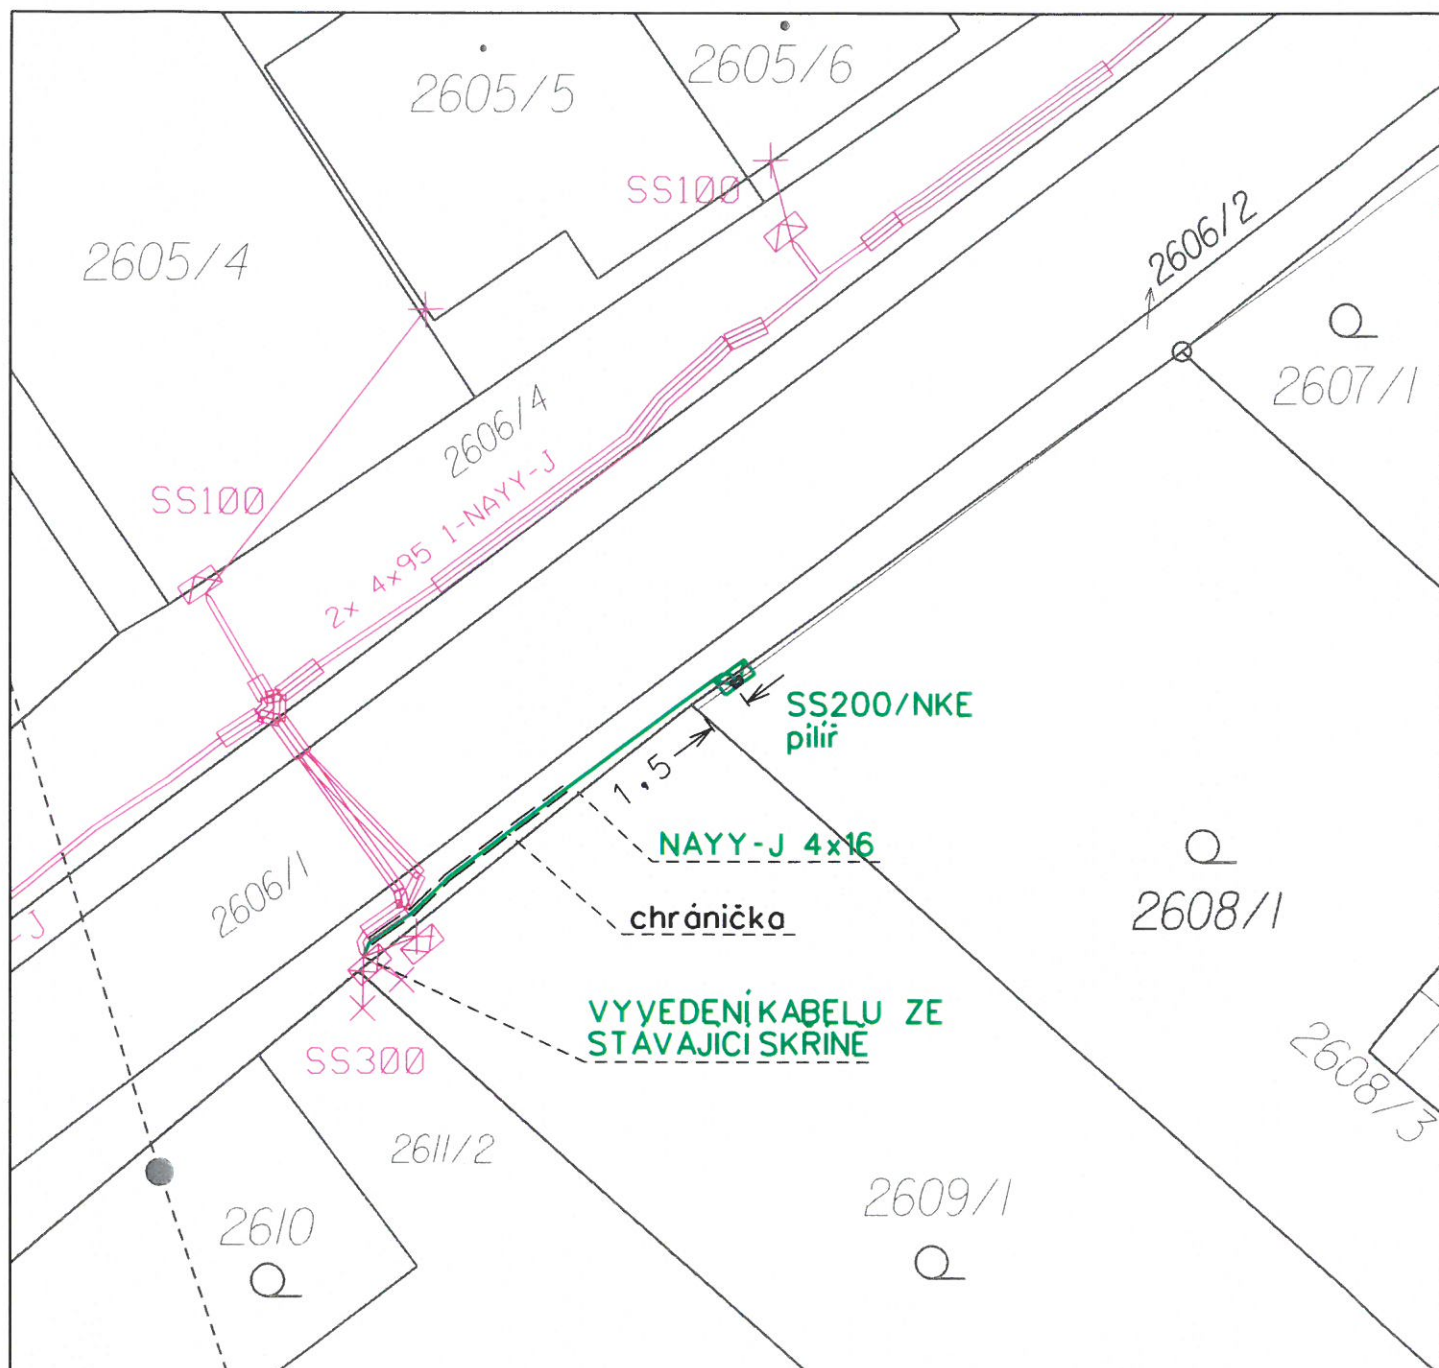 2605/5
2605/6
SS100
2605/4
2606/2
2607/1
2606/4
SS100
2x 4x95 1-NAYY-J
SS200/NKE
pilíř
1,5
NAYY-J 4x16
2606/1
2608/1
chránička
-J
VYVEDENÍ KABELU ZE
STÁVAJÍCÍ SKŘÍNĚ
SS300
2608/3
2611/2
2609/1
2610